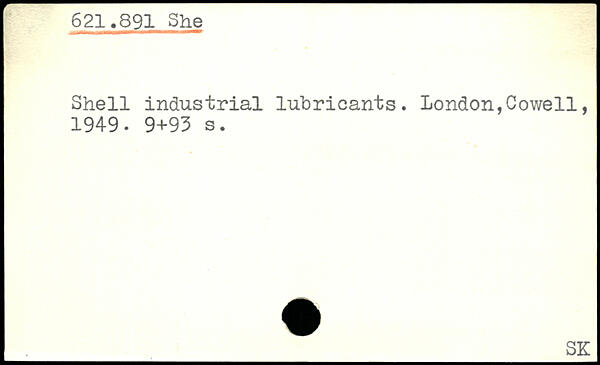 621.891 She
Shell industrial lubricants. London,Cowell,
1949. 9+93 s.
SK